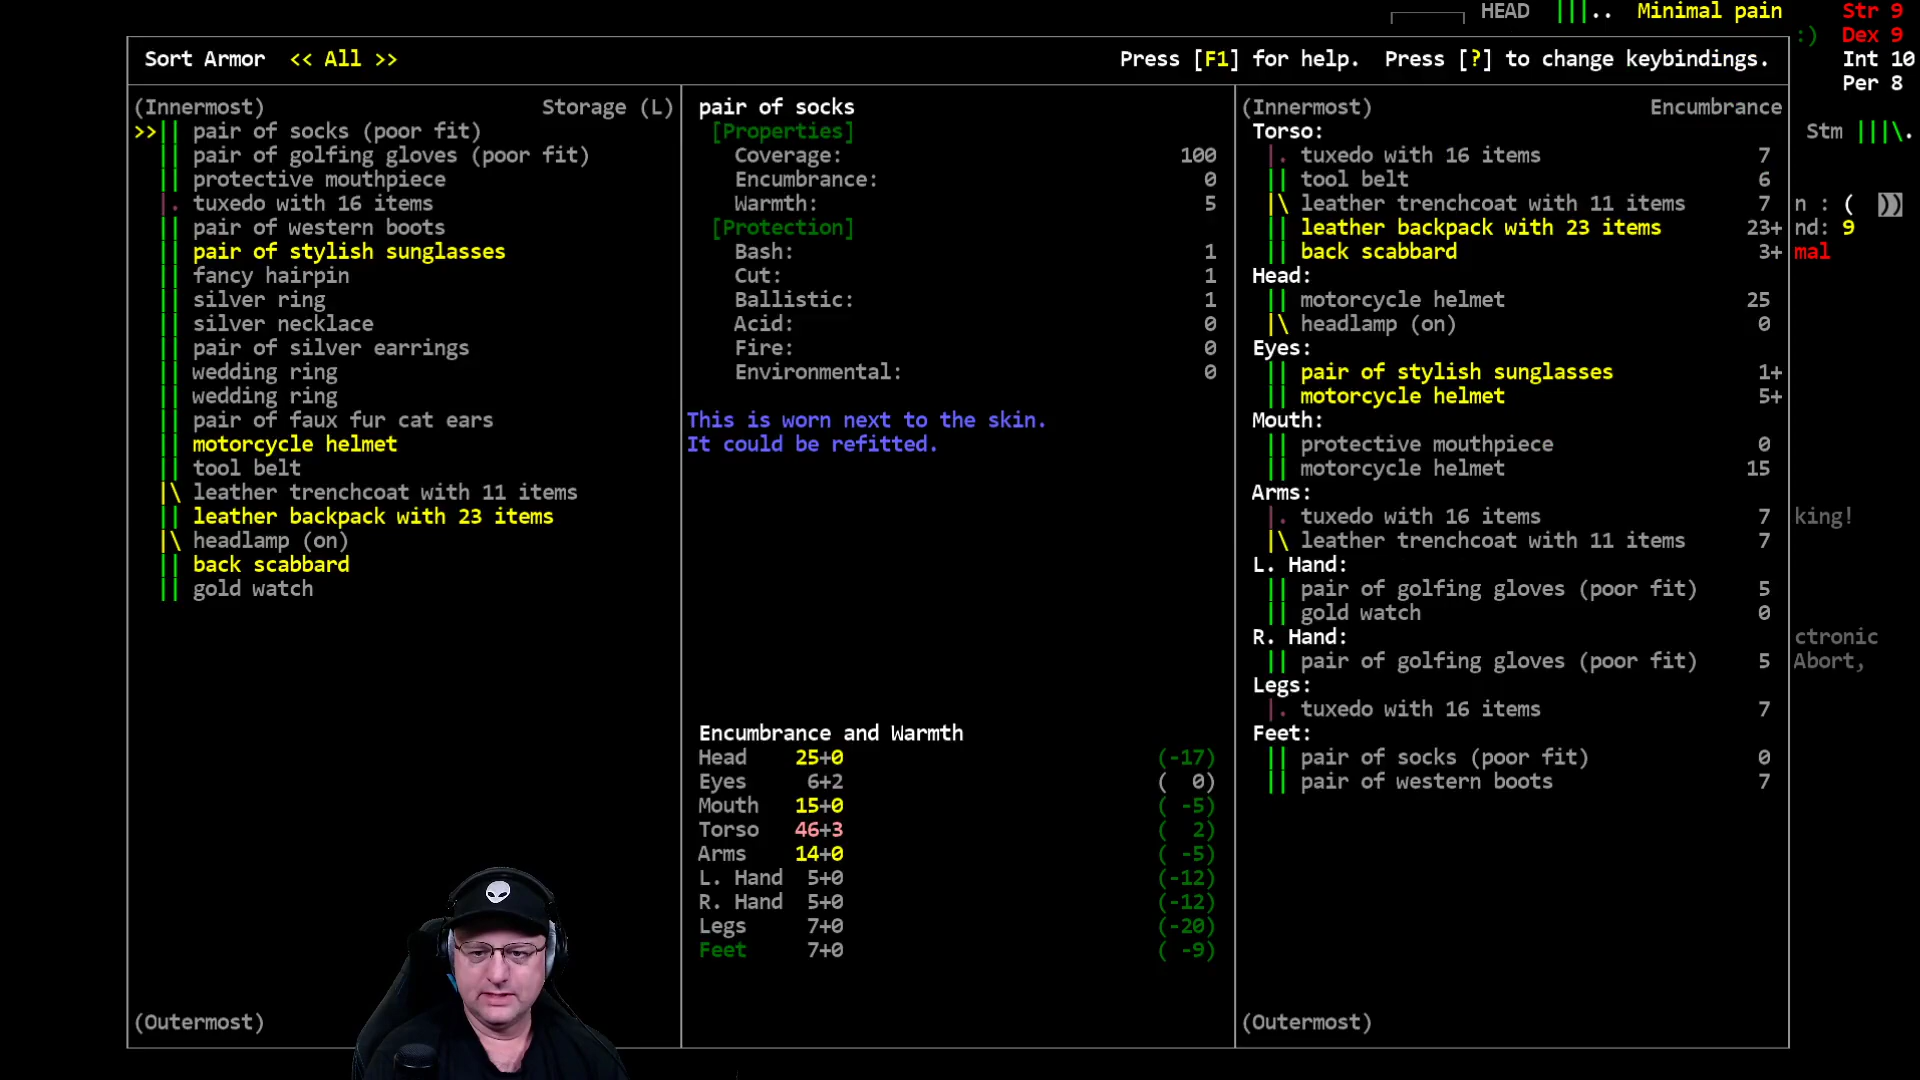 HEAD |||.. Minimal pain Str 9
:) Dex 9
Sort Armor << All >> Press [F1] for help. Press [?] to change keybindings. Int 10
Per 8
(Innermost) Storage (L)
>>|| pair of socks (poor fit)
|| pair of golfing gloves (poor fit)
|| protective mouthpiece
|. tuxedo with 16 items
|| pair of western boots
|| pair of stylish sunglasses
|| fancy hairpin
|| silver ring
|| silver necklace
|| pair of silver earrings
|| wedding ring
|| wedding ring
|| pair of faux fur cat ears
|| motorcycle helmet
|| tool belt
|\ leather trenchcoat with 11 items
|| leather backpack with 23 items
|\ headlamp (on)
|| back scabbard
|| gold watch
(Outermost)
pair of socks
[Properties]
Coverage: 100
Encumbrance: 0
Warmth: 5
[Protection]
Bash: 1
Cut: 1
Ballistic: 1
Acid: 0
Fire: 0
Environmental: 0
This is worn next to the skin.
It could be refitted.
Encumbrance and Warmth
Head 25+0 (-17)
Eyes 6+2 (  0)
Mouth 15+0 ( -5)
Torso 46+3 (  2)
Arms 14+0 ( -5)
L. Hand 5+0 (-12)
R. Hand 5+0 (-12)
Legs 7+0 (-20)
Feet 7+0 ( -9)
(Innermost) Encumbrance
Torso:
|. tuxedo with 16 items 7
|| tool belt 6
|\ leather trenchcoat with 11 items 7
|| leather backpack with 23 items 23+
|| back scabbard 3+
Head:
|| motorcycle helmet 25
|\ headlamp (on) 0
Eyes:
|| pair of stylish sunglasses 1+
|| motorcycle helmet 5+
Mouth:
|| protective mouthpiece 0
|| motorcycle helmet 15
Arms:
|. tuxedo with 16 items 7
|\ leather trenchcoat with 11 items 7
L. Hand:
|| pair of golfing gloves (poor fit) 5
|| gold watch 0
R. Hand:
|| pair of golfing gloves (poor fit) 5
Legs:
|. tuxedo with 16 items 7
Feet:
|| pair of socks (poor fit) 0
|| pair of western boots 7
(Outermost)
Stm |||\.
n : ( ))
nd: 9
mal
king!
ctronic
Abort,